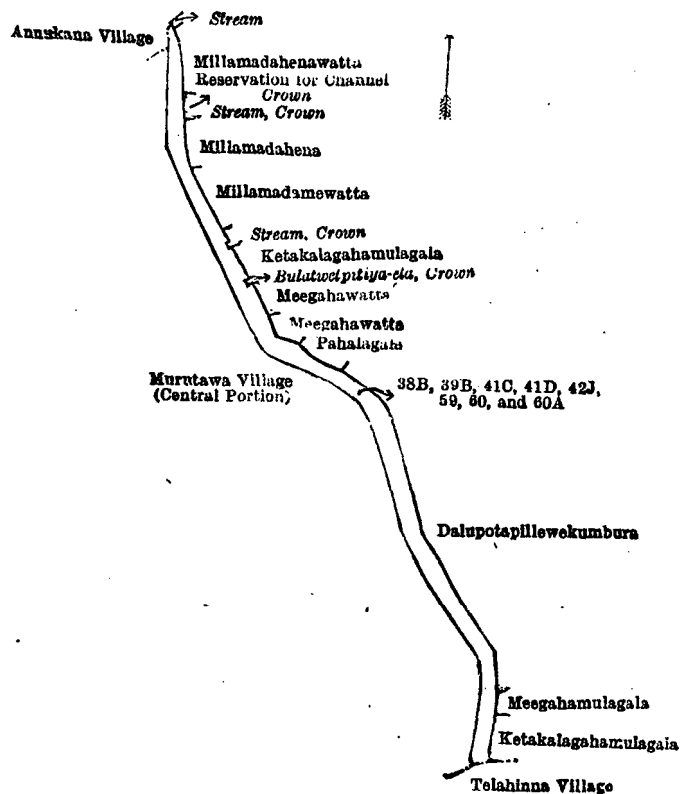 Stream
Annukana Village
Millamadahenawatta
Reservation for Channel
Crown
Stream, Crown
Millamadahena
Millamadamewatta
Stream, Crown
Ketakalagahamulagala
Bulatwelpitiya-ela, Crown
Meegahawatta
Meegahawatta
Pahalagala
Murutawa Village
(Central Portion)
38B, 39B, 41C, 41D, 42J,
59, 60, and 60A
Dalupotapillewekumbura
Meegahamulagala
Ketakalagahamulagala
Telahinna Village